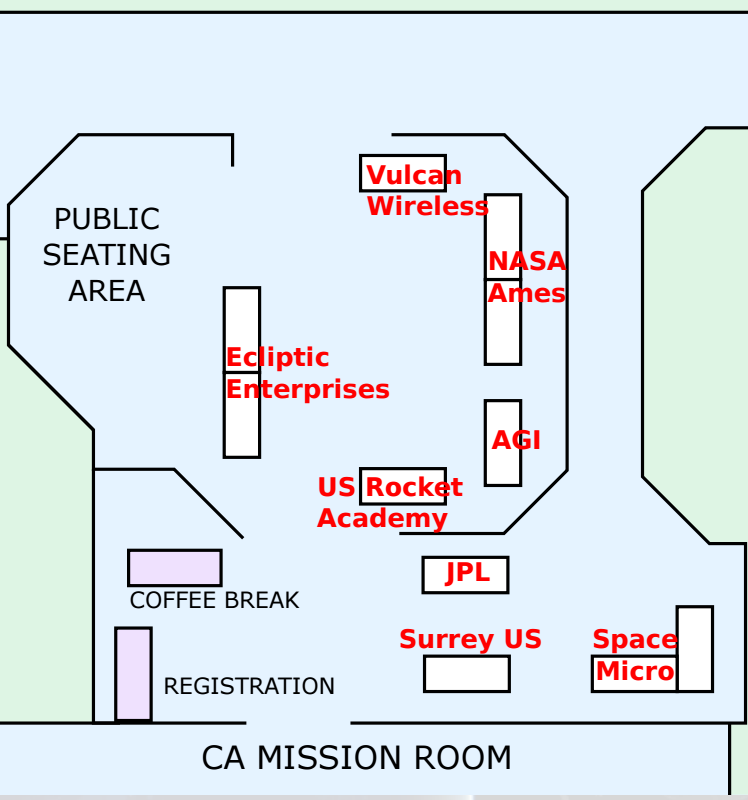 Vulcan
Wireless
PUBLIC
SEATING
AREA
NASA
Ames
Ecliptic
Enterprises
AGI
US Rocket
Academy
JPL
COFFEE BREAK
Surrey US
Space
Micro
REGISTRATION
CA MISSION ROOM